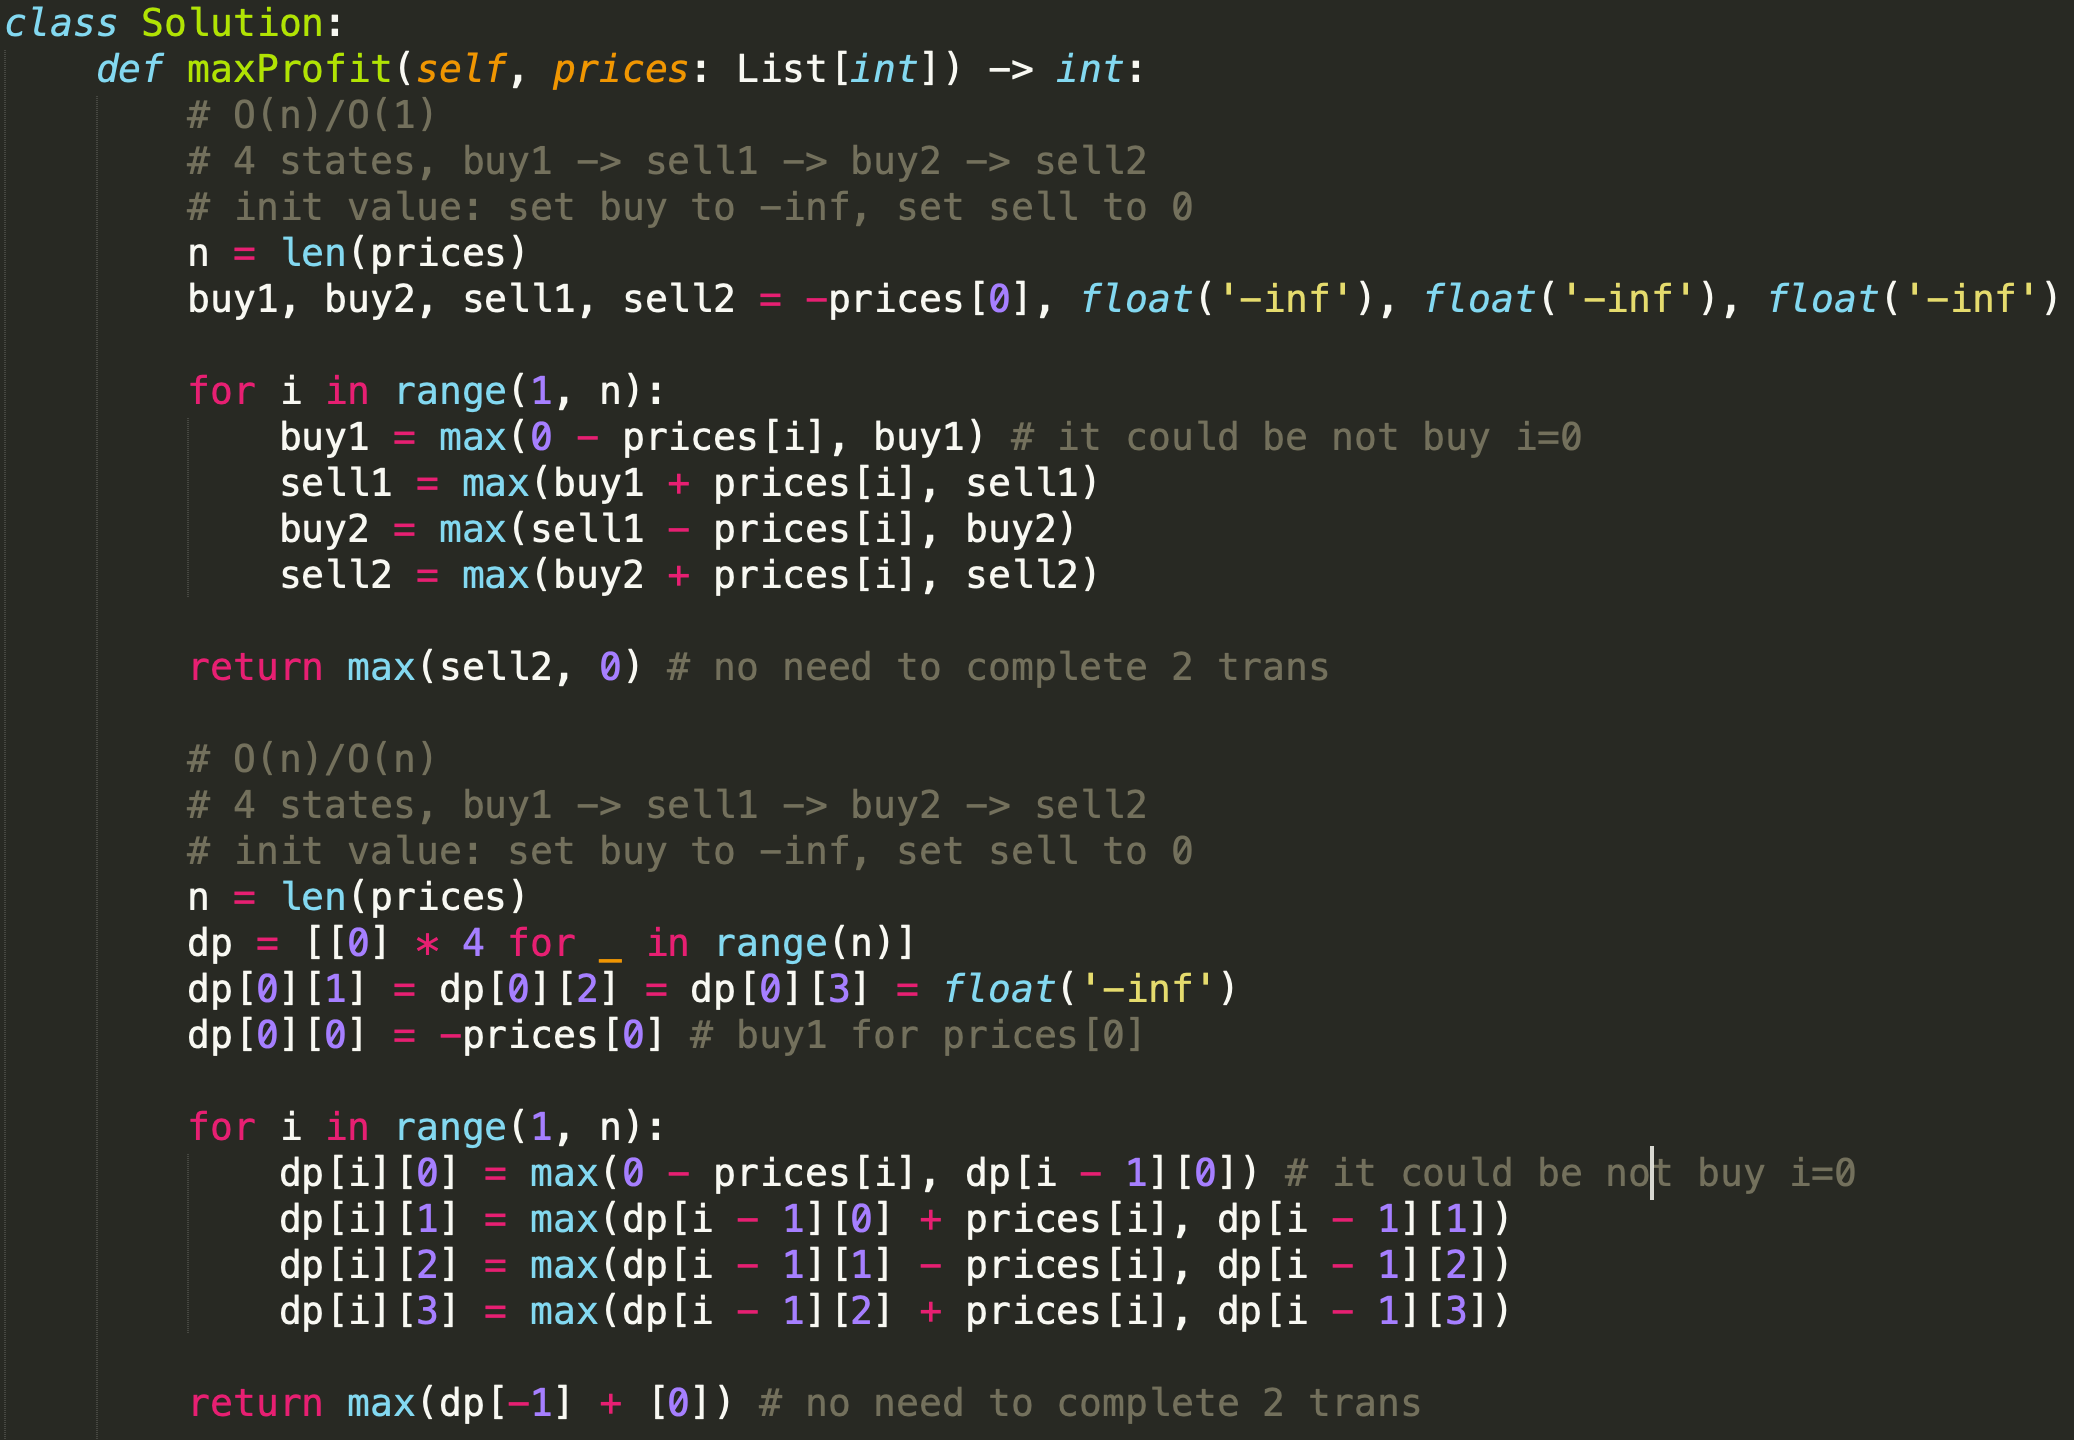 class Solution:
    def maxProfit(self, prices: List[int]) -> int:
        # O(n)/O(1)
        # 4 states, buy1 -> sell1 -> buy2 -> sell2
        # init value: set buy to -inf, set sell to 0
        n = len(prices)
        buy1, buy2, sell1, sell2 = -prices[0], float('-inf'), float('-inf'), float('-inf')

        for i in range(1, n):
            buy1 = max(0 - prices[i], buy1) # it could be not buy i=0
            sell1 = max(buy1 + prices[i], sell1)
            buy2 = max(sell1 - prices[i], buy2)
            sell2 = max(buy2 + prices[i], sell2)

        return max(sell2, 0) # no need to complete 2 trans

        # O(n)/O(n)
        # 4 states, buy1 -> sell1 -> buy2 -> sell2
        # init value: set buy to -inf, set sell to 0
        n = len(prices)
        dp = [[0] * 4 for _ in range(n)]
        dp[0][1] = dp[0][2] = dp[0][3] = float('-inf')
        dp[0][0] = -prices[0] # buy1 for prices[0]

        for i in range(1, n):
            dp[i][0] = max(0 - prices[i], dp[i - 1][0]) # it could be not buy i=0
            dp[i][1] = max(dp[i - 1][0] + prices[i], dp[i - 1][1])
            dp[i][2] = max(dp[i - 1][1] - prices[i], dp[i - 1][2])
            dp[i][3] = max(dp[i - 1][2] + prices[i], dp[i - 1][3])

        return max(dp[-1] + [0]) # no need to complete 2 trans